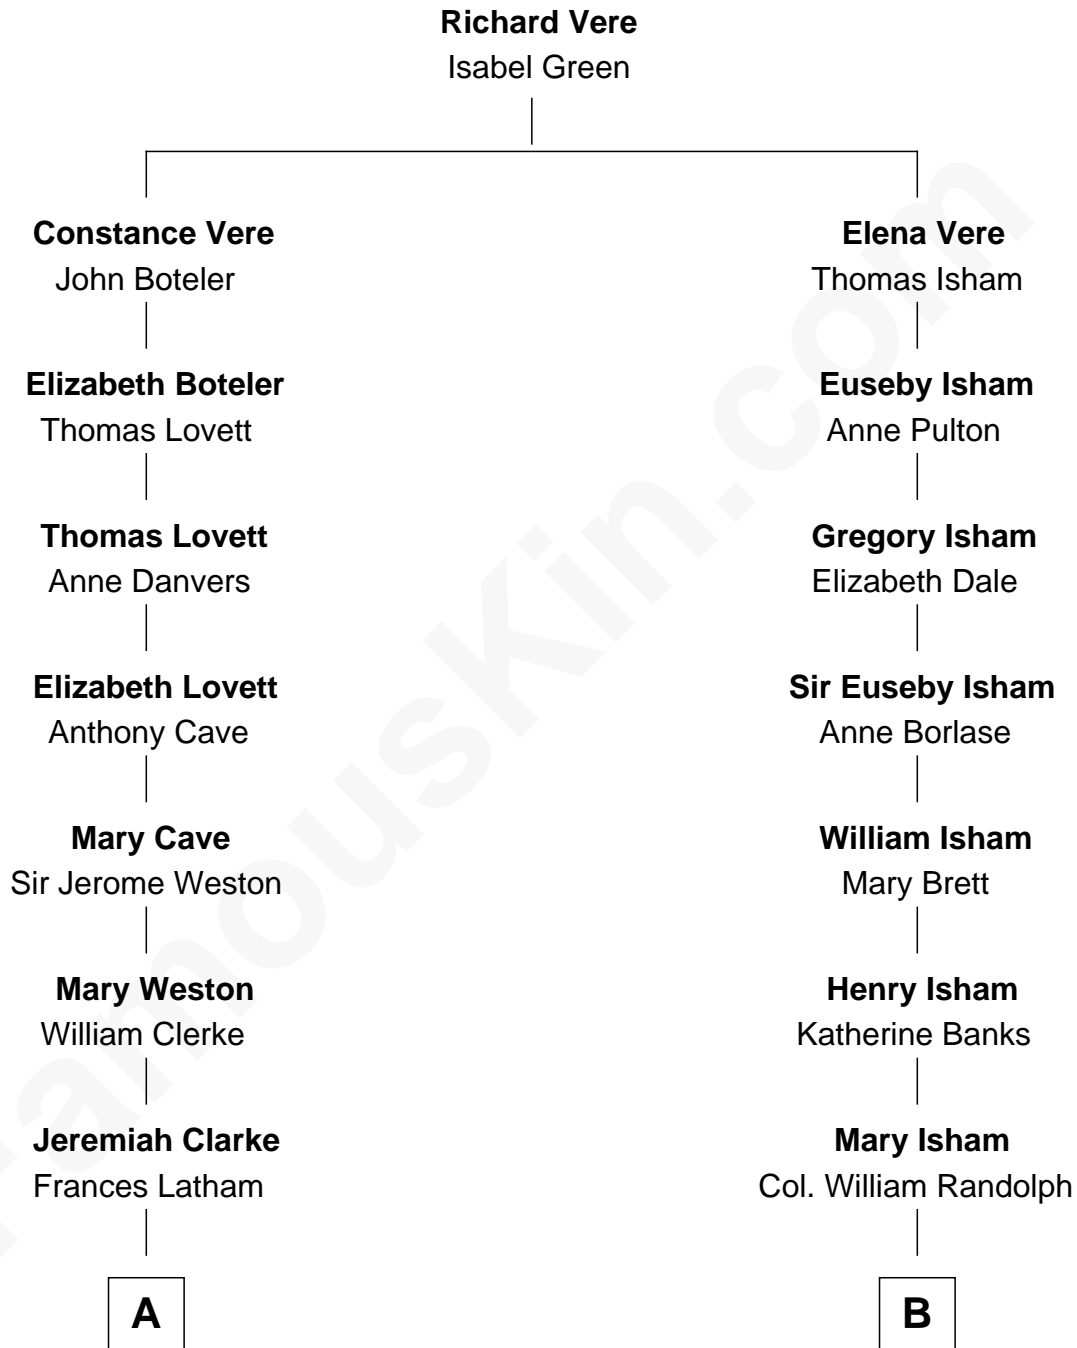 Richard Vere
Isabel Green
Constance Vere
John Boteler
Elena Vere
Thomas Isham
Elizabeth Boteler
Thomas Lovett
Euseby Isham
Anne Pulton
Thomas Lovett
Anne Danvers
Gregory Isham
Elizabeth Dale
Elizabeth Lovett
Anthony Cave
Sir Euseby Isham
Anne Borlase
Mary Cave
Sir Jerome Weston
William Isham
Mary Brett
Mary Weston
William Clerke
Henry Isham
Katherine Banks
Jeremiah Clarke
Frances Latham
Mary Isham
Col. William Randolph
A
B
FamousKin.com